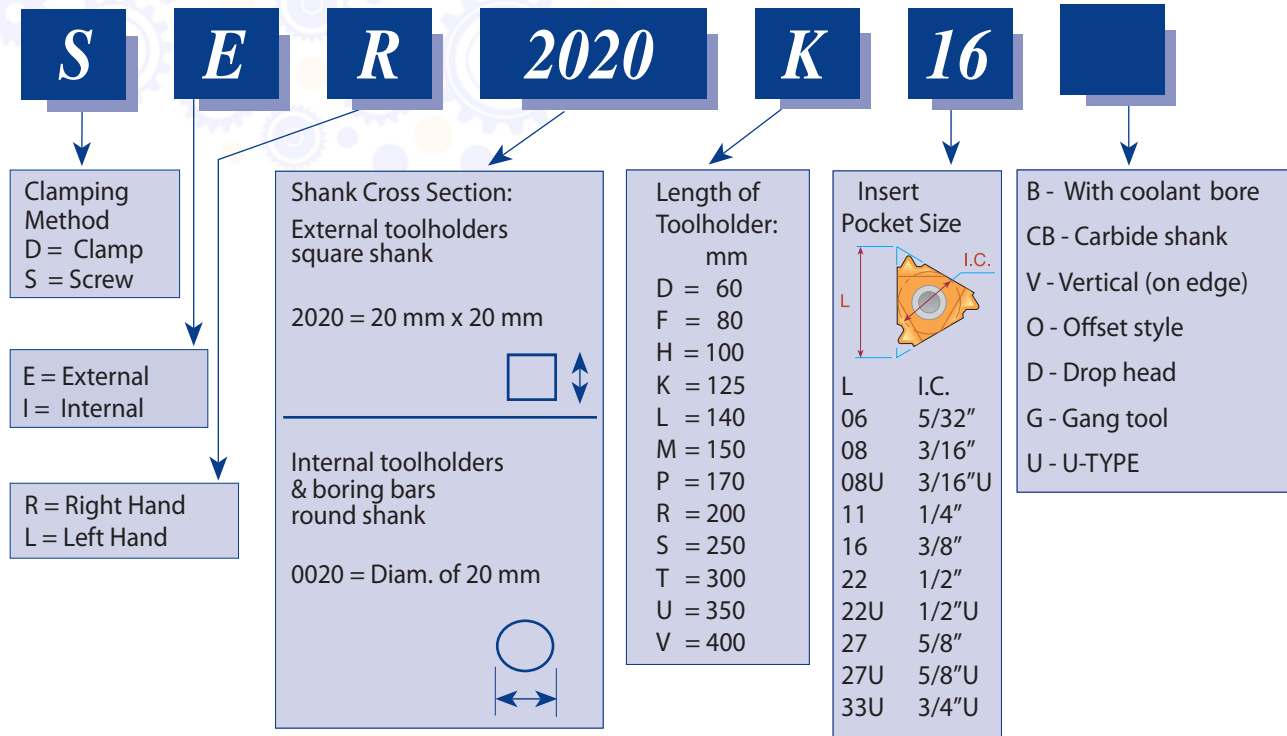 S E R 2020 K 16
Clamping
Method
D = Clamp
S = Screw
E = External
I = Internal
R = Right Hand
L = Left Hand
Shank Cross Section:
External toolholders
square shank
2020 = 20 mm x 20 mm
Internal toolholders
& boring bars
round shank
0020 = Diam. of 20 mm
Length of
Toolholder:
mm
D = 60
F = 80
H = 100
K = 125
L = 140
M = 150
P = 170
R = 200
S = 250
T = 300
U = 350
V = 400
Insert
Pocket Size
I.C.
L
L I.C.
06 5/32"
08 3/16"
08U 3/16"U
11 1/4"
16 3/8"
22 1/2"
22U 1/2"U
27 5/8"
27U 5/8"U
33U 3/4"U
B - With coolant bore
CB - Carbide shank
V - Vertical (on edge)
O - Offset style
D - Drop head
G - Gang tool
U - U-TYPE